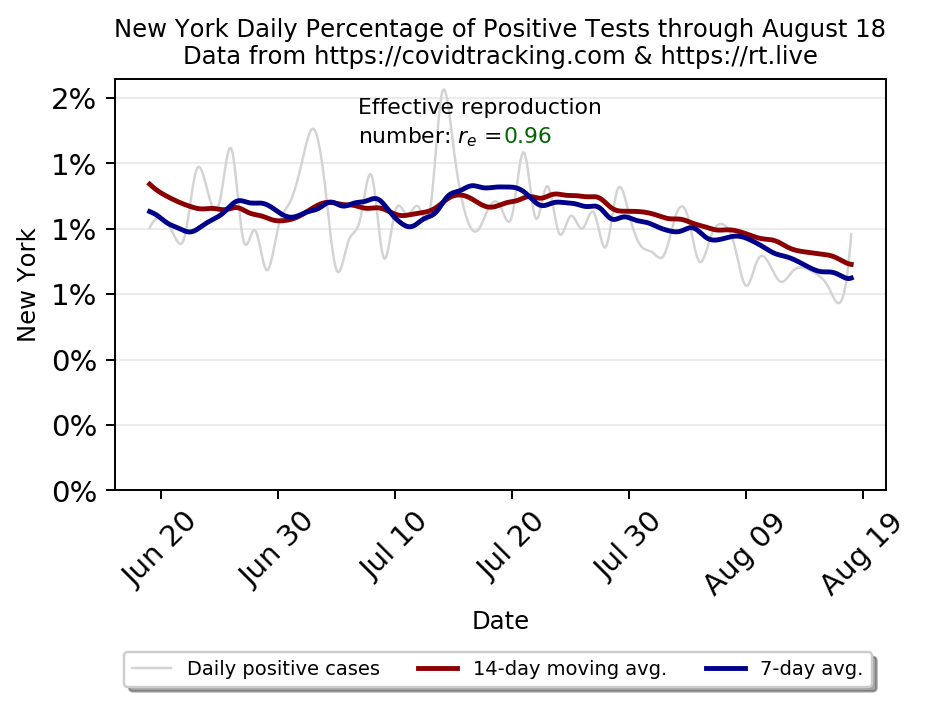 New York Daily Percentage of Positive Tests through August 18
Data from https://covidtracking.com & https://rt.live
Effective reproduction
number: rₑ =0.96
2%
1%
1%
1%
0%
0%
0%
New York
Jun 20
Jun 30
Jul 10
Jul 20
Jul 30
Aug 09
Aug 19
Date
Daily positive cases
14-day moving avg.
7-day avg.